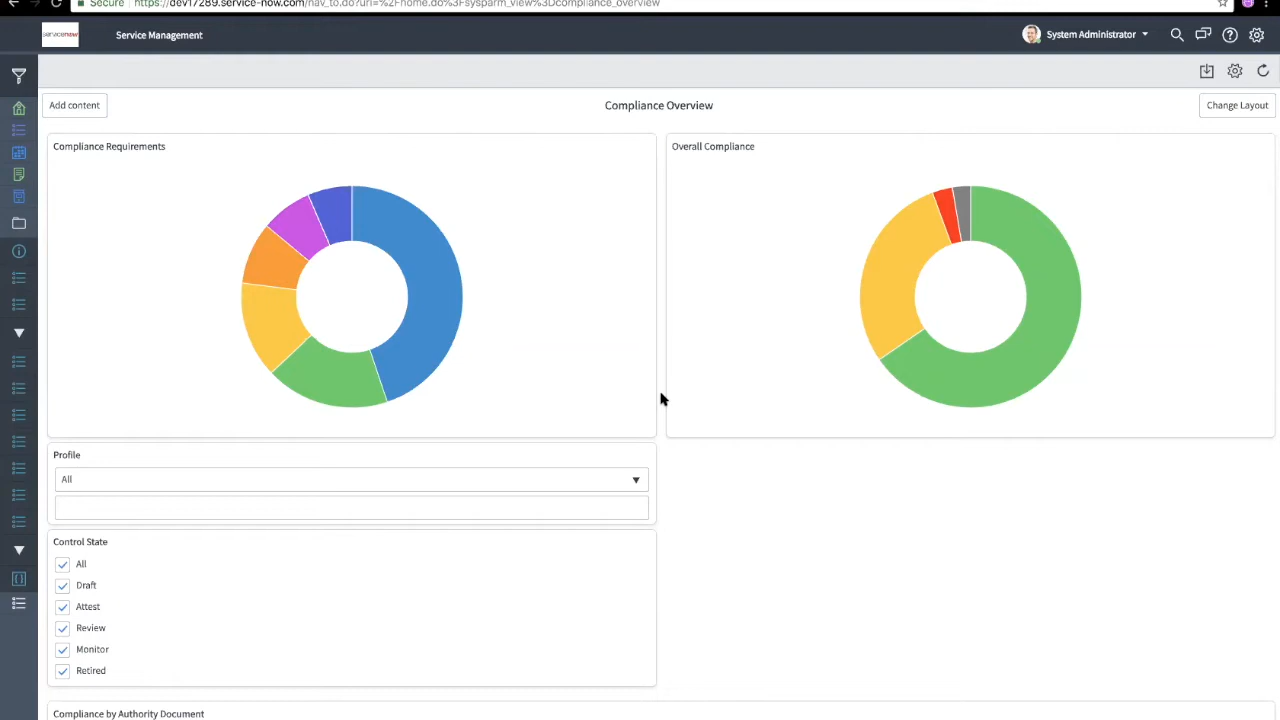 Secure
https://dev17289.service-now.com/nav_to.do?uri=%2Fhome.do%3Fsysparm_view%3Dcompliance_overview
servicenow
Service Management
System Administrator
Add content
Compliance Overview
Change Layout
Compliance Requirements
Overall Compliance
Profile
All
Control State
All
Draft
Attest
Review
Monitor
Retired
Compliance by Authority Document